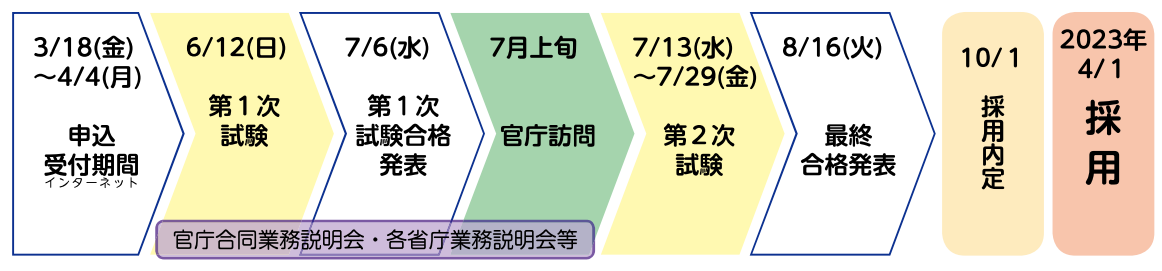 3/18(金)
～4/4(月)
申込
受付期間
インターネット
6/12(日)
第１次
試験
7/6(水)
第１次
試験合格
発表
7月上旬
官庁訪問
7/13(水)
～7/29(金)
第２次
試験
8/16(火)
最終
合格発表
官庁合同業務説明会・各省庁業務説明会等
10/１
採用内定
2023年
4/１
採用